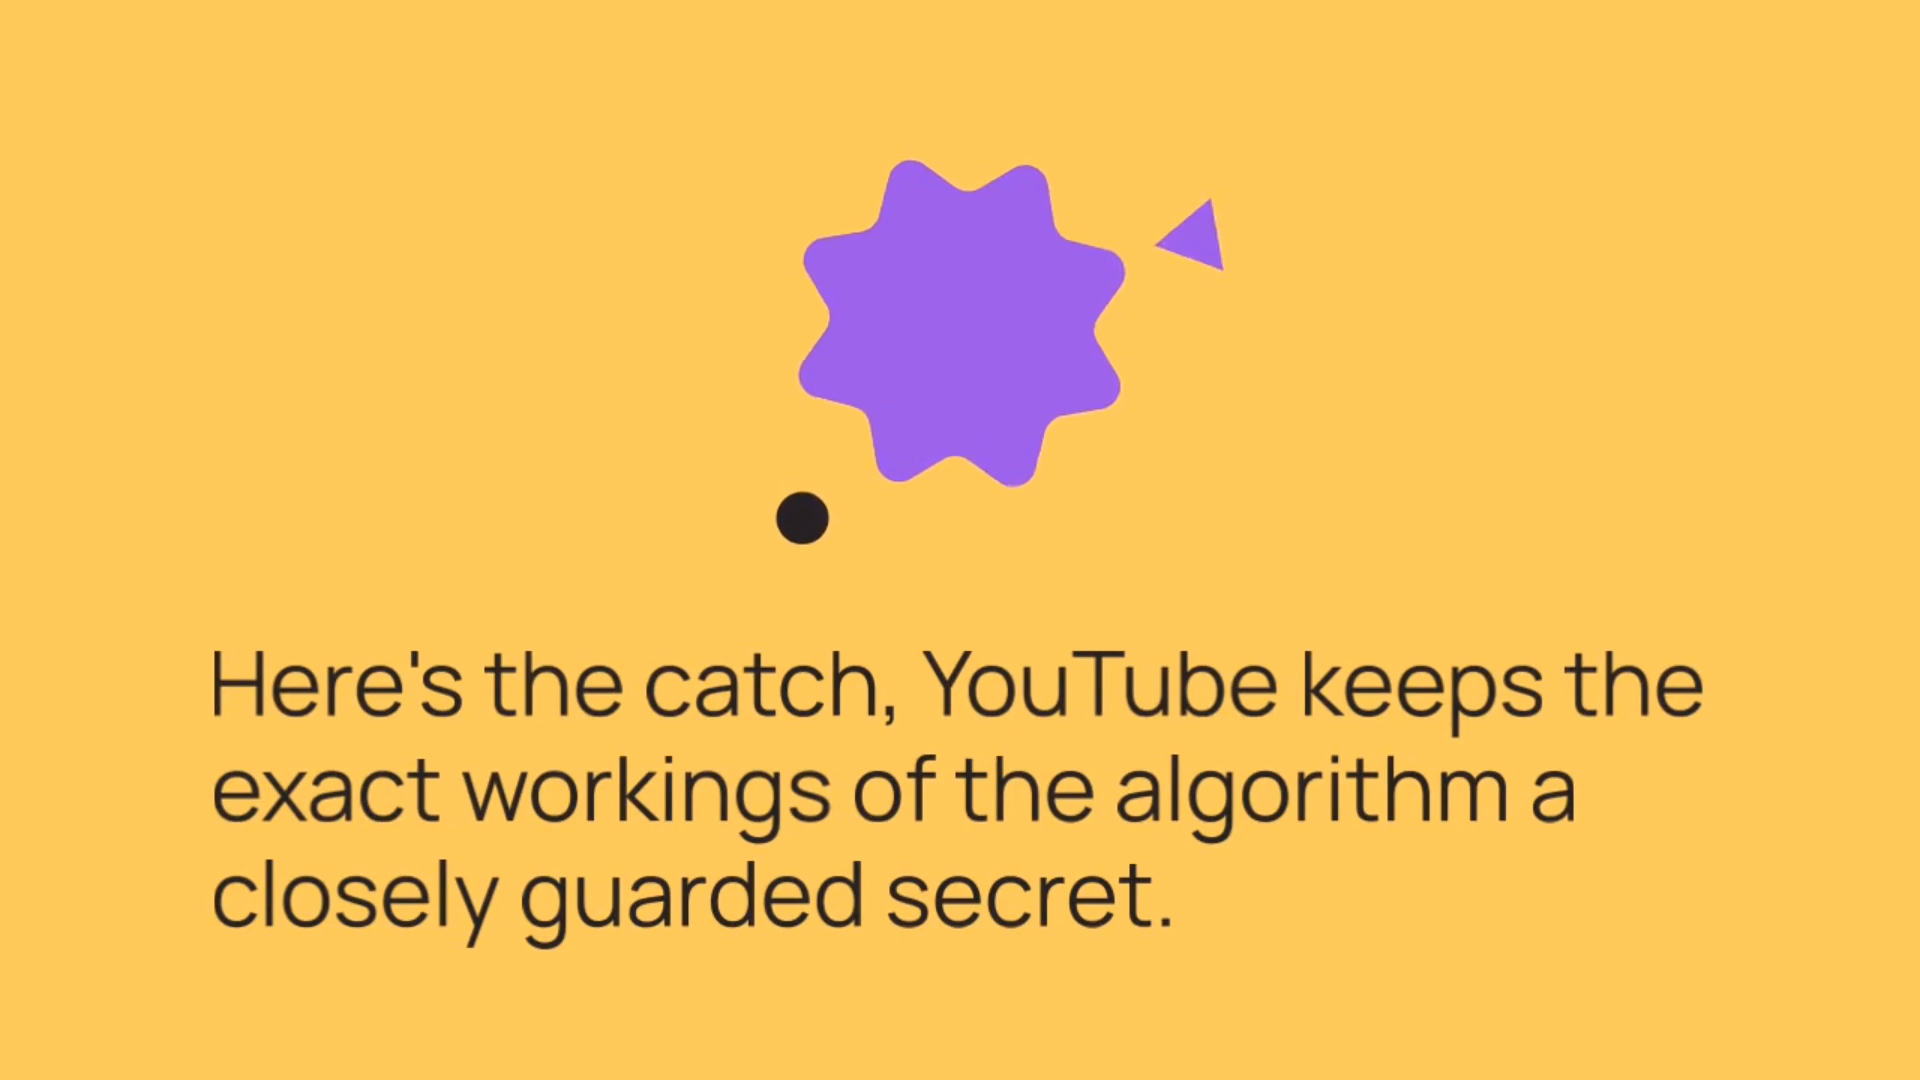 Here's the catch, YouTube keeps the
exact workings of the algorithm a
closely guarded secret.